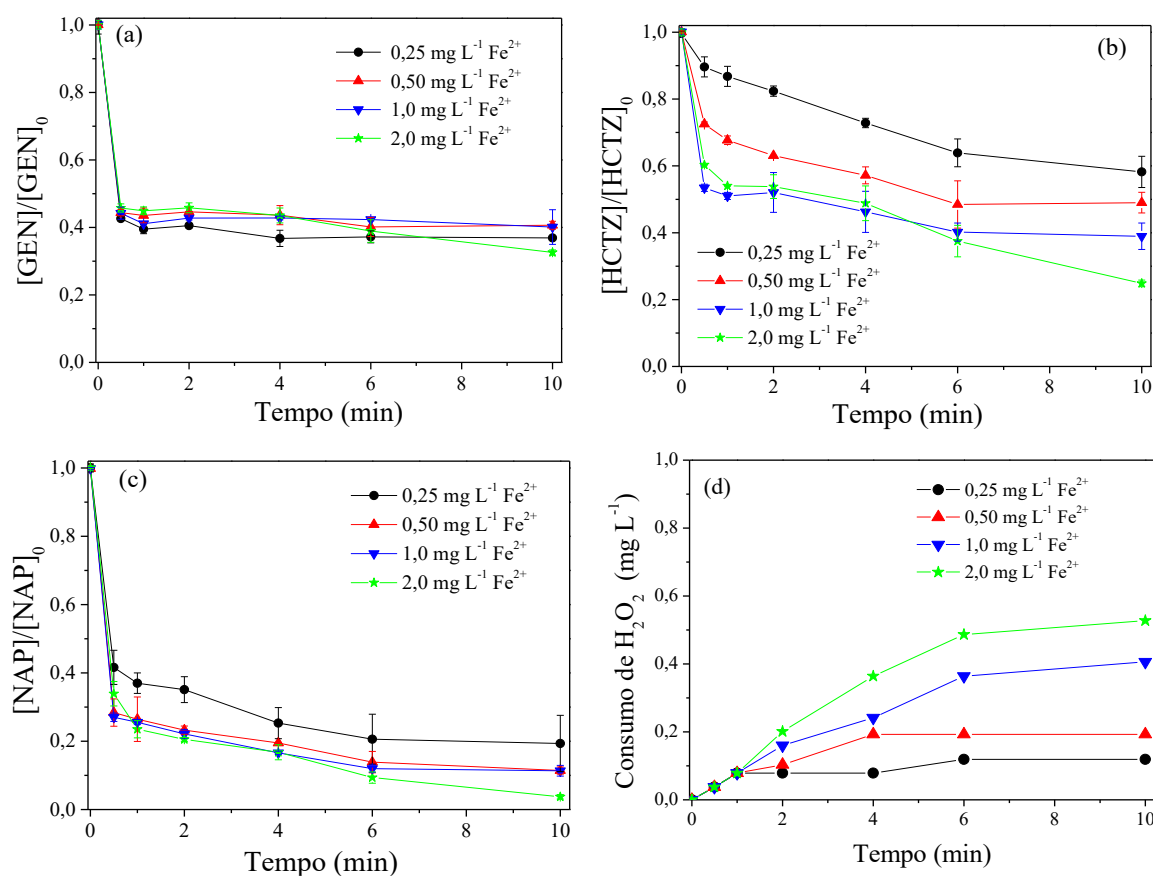 (a)
[GEN]/[GEN]₀
1,0
0,8
0,6
0,4
0,2
0,0
0,25 mg L⁻¹ Fe²⁺
0,50 mg L⁻¹ Fe²⁺
1,0 mg L⁻¹ Fe²⁺
2,0 mg L⁻¹ Fe²⁺
0 2 4 6 8 10
Tempo (min)
(b)
[HCTZ]/[HCTZ]₀
1,0
0,8
0,6
0,4
0,2
0,0
0,25 mg L⁻¹ Fe²⁺
0,50 mg L⁻¹ Fe²⁺
1,0 mg L⁻¹ Fe²⁺
2,0 mg L⁻¹ Fe²⁺
0 2 4 6 8 10
Tempo (min)
(c)
[NAP]/[NAP]₀
1,0
0,8
0,6
0,4
0,2
0,0
0,25 mg L⁻¹ Fe²⁺
0,50 mg L⁻¹ Fe²⁺
1,0 mg L⁻¹ Fe²⁺
2,0 mg L⁻¹ Fe²⁺
0 2 4 6 8 10
Tempo (min)
(d)
Consumo de H₂O₂ (mg L⁻¹)
1,0
0,8
0,6
0,4
0,2
0,0
0,25 mg L⁻¹ Fe²⁺
0,50 mg L⁻¹ Fe²⁺
1,0 mg L⁻¹ Fe²⁺
2,0 mg L⁻¹ Fe²⁺
0 2 4 6 8 10
Tempo (min)